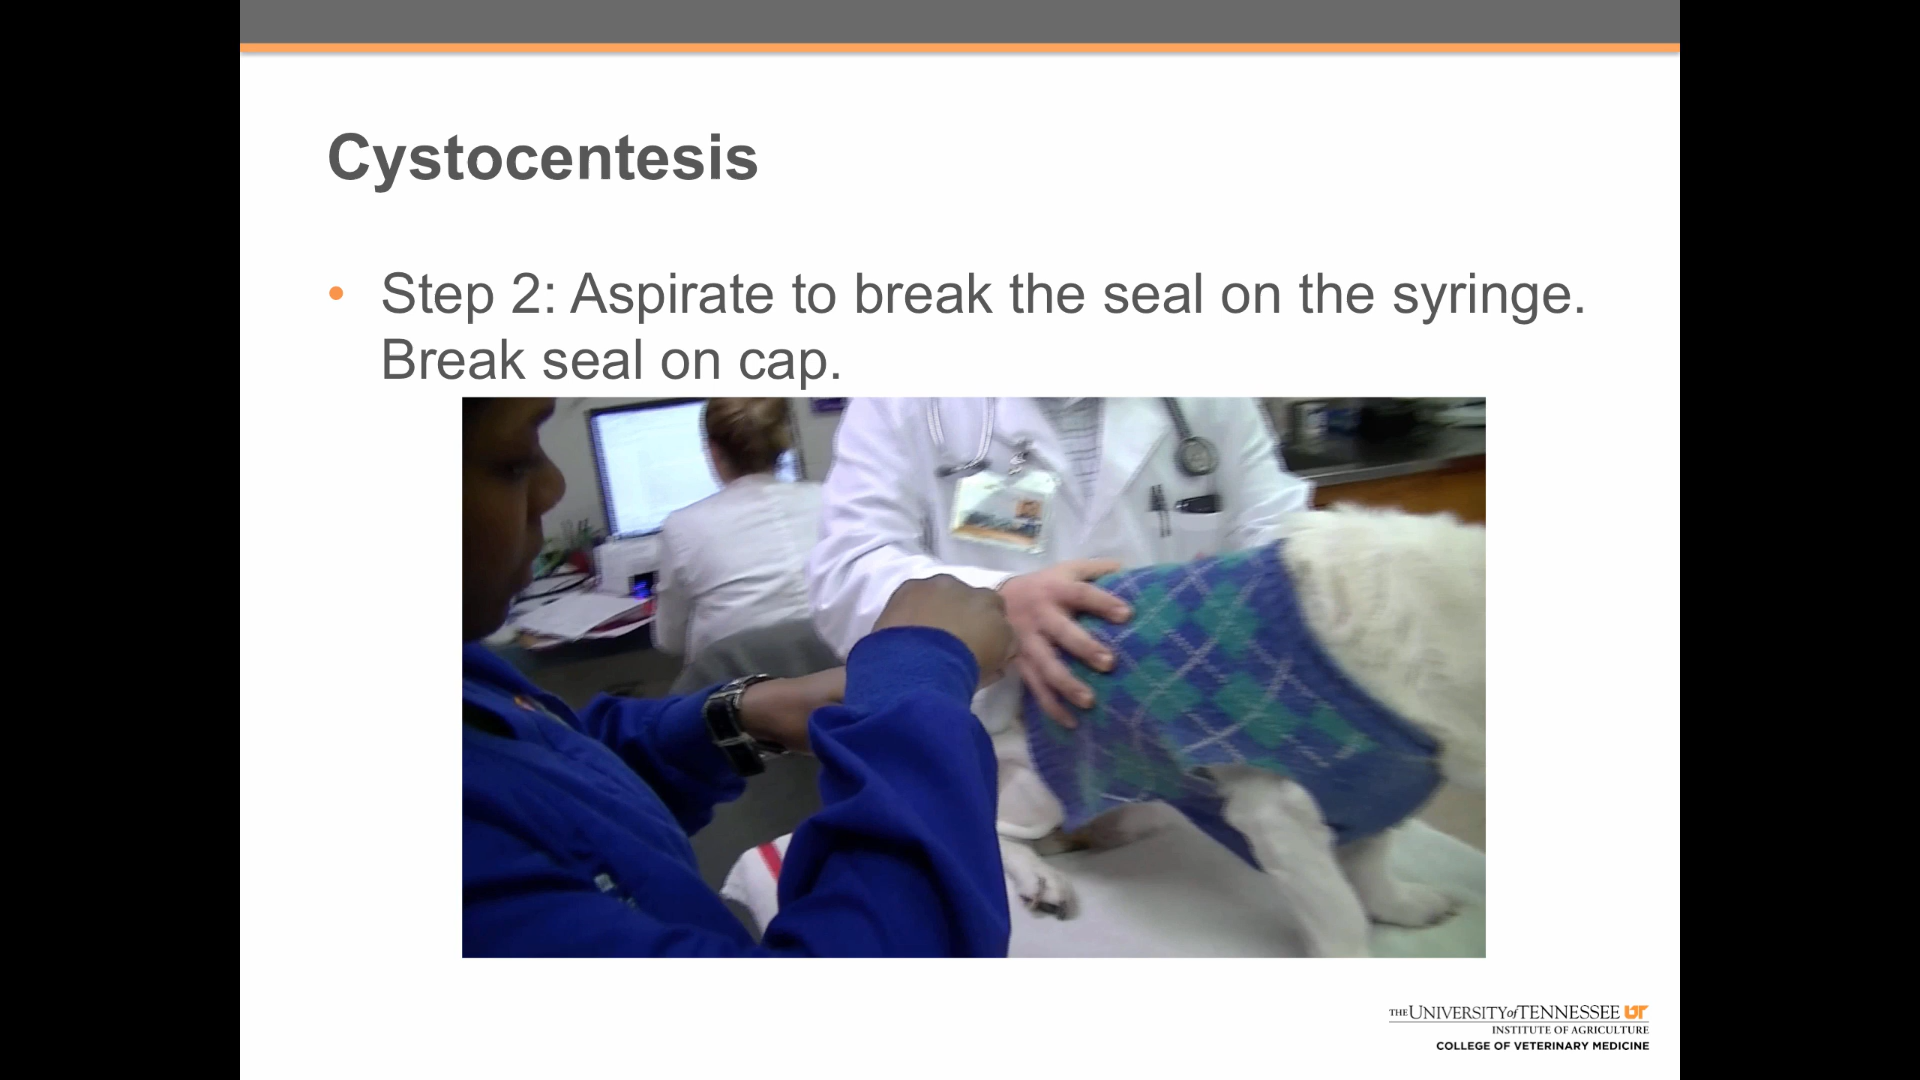 Cystocentesis
• Step 2: Aspirate to break the seal on the syringe.
Break seal on cap.
THE UNIVERSITY of TENNESSEE UT
INSTITUTE OF AGRICULTURE
COLLEGE OF VETERINARY MEDICINE